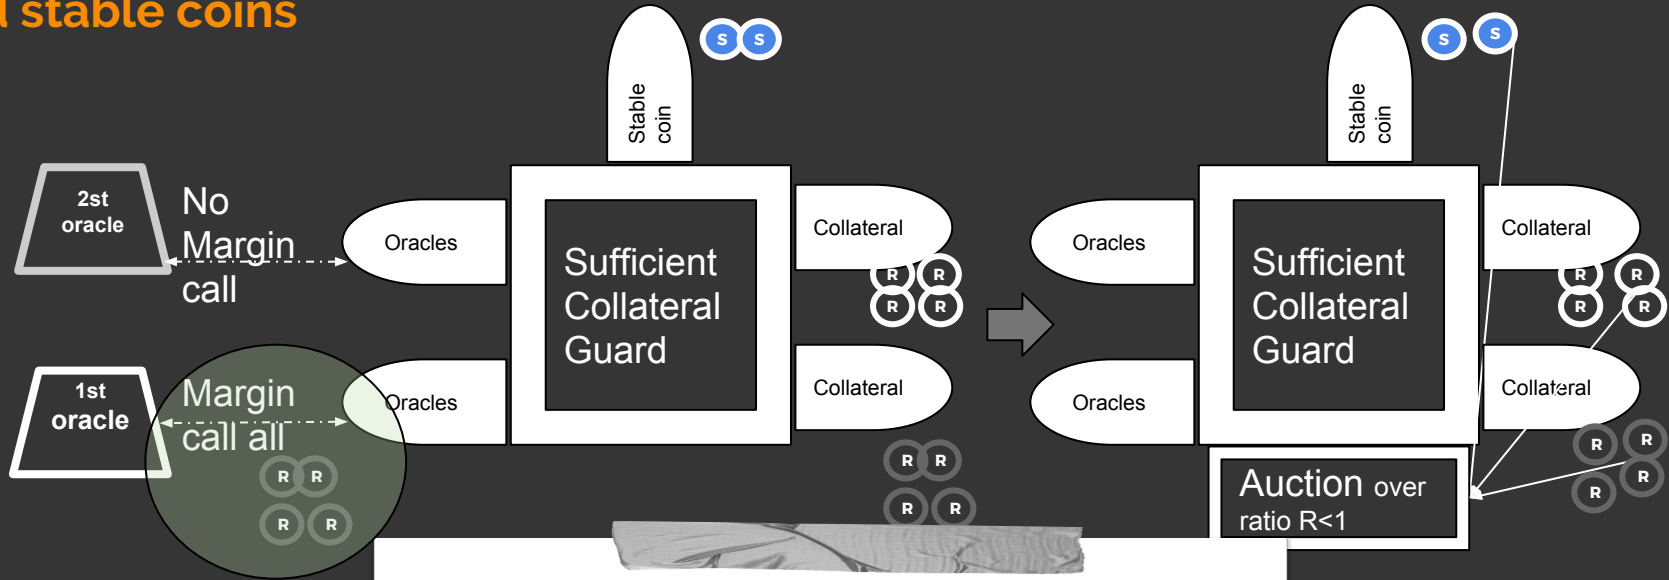 l stable coins
S S
Stable
coin
2st
oracle
No
Margin
call
Oracles
Sufficient
Collateral
Guard
Collateral
R R
R R
1st
oracle
Margin
call all
Oracles
Collateral
R R
R R
R R
R R
S S
Stable
coin
Oracles
Sufficient
Collateral
Guard
Collateral
R R
R R
Oracles
Collateral
R R
R R
Auction over
ratio R<1